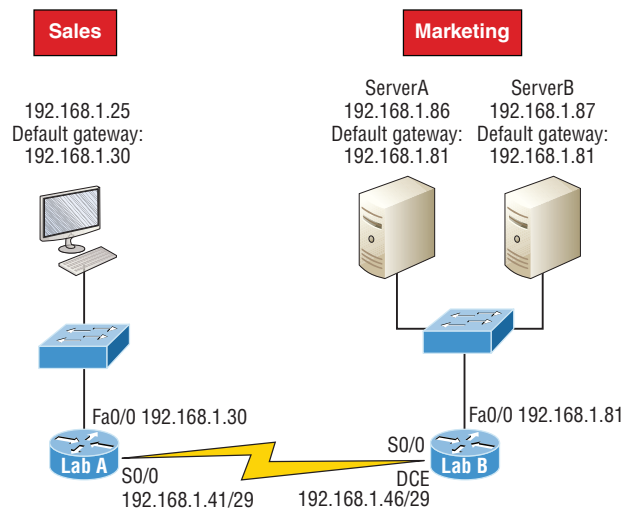 Sales
Marketing
192.168.1.25
Default gateway:
192.168.1.30
ServerA
192.168.1.86
Default gateway:
192.168.1.81
ServerB
192.168.1.87
Default gateway:
192.168.1.81
Fa0/0 192.168.1.30
Lab A
S0/0
192.168.1.41/29
Fa0/0 192.168.1.81
S0/0
Lab B
DCE
192.168.1.46/29